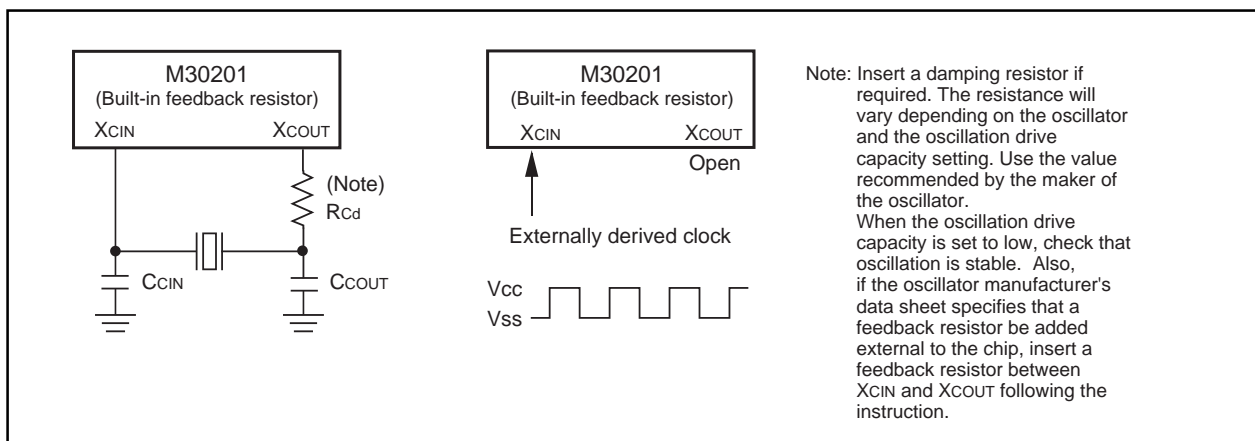 M30201
(Built-in feedback resistor)
XCIN
XCOUT
(Note)
RCd
CCIN
CCOUT
M30201
(Built-in feedback resistor)
XCIN
XCOUT
Open
Externally derived clock
Vcc
Vss
Note: Insert a damping resistor if
required. The resistance will
vary depending on the oscillator
and the oscillation drive
capacity setting. Use the value
recommended by the maker of
the oscillator.
When the oscillation drive
capacity is set to low, check that
oscillation is stable. Also,
if the oscillator manufacturer's
data sheet specifies that a
feedback resistor be added
external to the chip, insert a
feedback resistor between
XCIN and XCOUT following the
instruction.